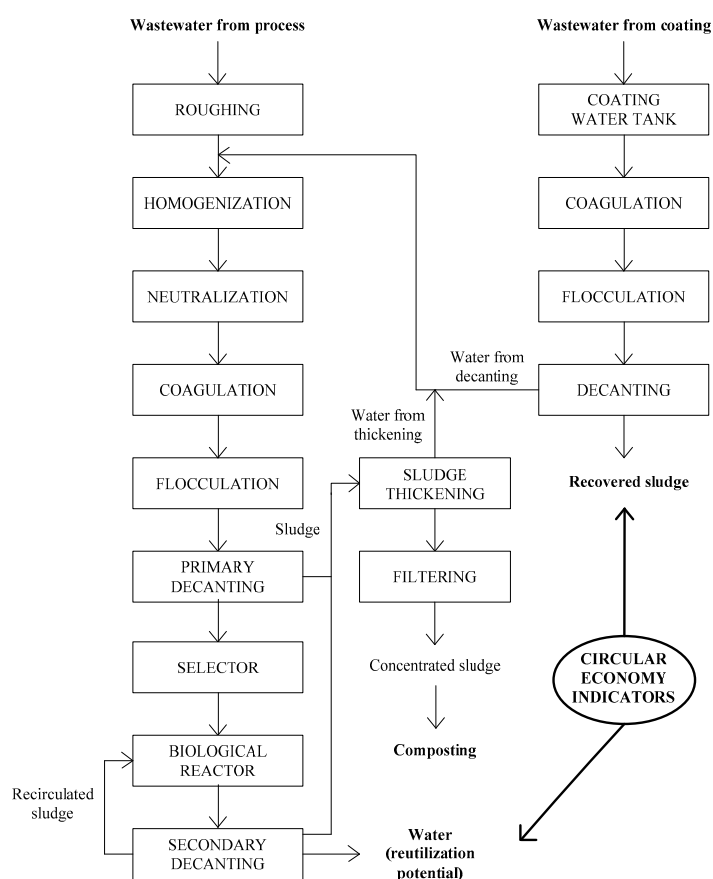 Wastewater from process
Wastewater from coating
ROUGHING
COATING
WATER TANK
HOMOGENIZATION
COAGULATION
NEUTRALIZATION
FLOCCULATION
Water from
decanting
COAGULATION
DECANTING
Water from
thickening
FLOCCULATION
SLUDGE
THICKENING
Recovered sludge
Sludge
PRIMARY
DECANTING
FILTERING
SELECTOR
Concentrated sludge
CIRCULAR
ECONOMY
INDICATORS
BIOLOGICAL
REACTOR
Composting
Recirculated
sludge
SECONDARY
DECANTING
Water
(reutilization
potential)